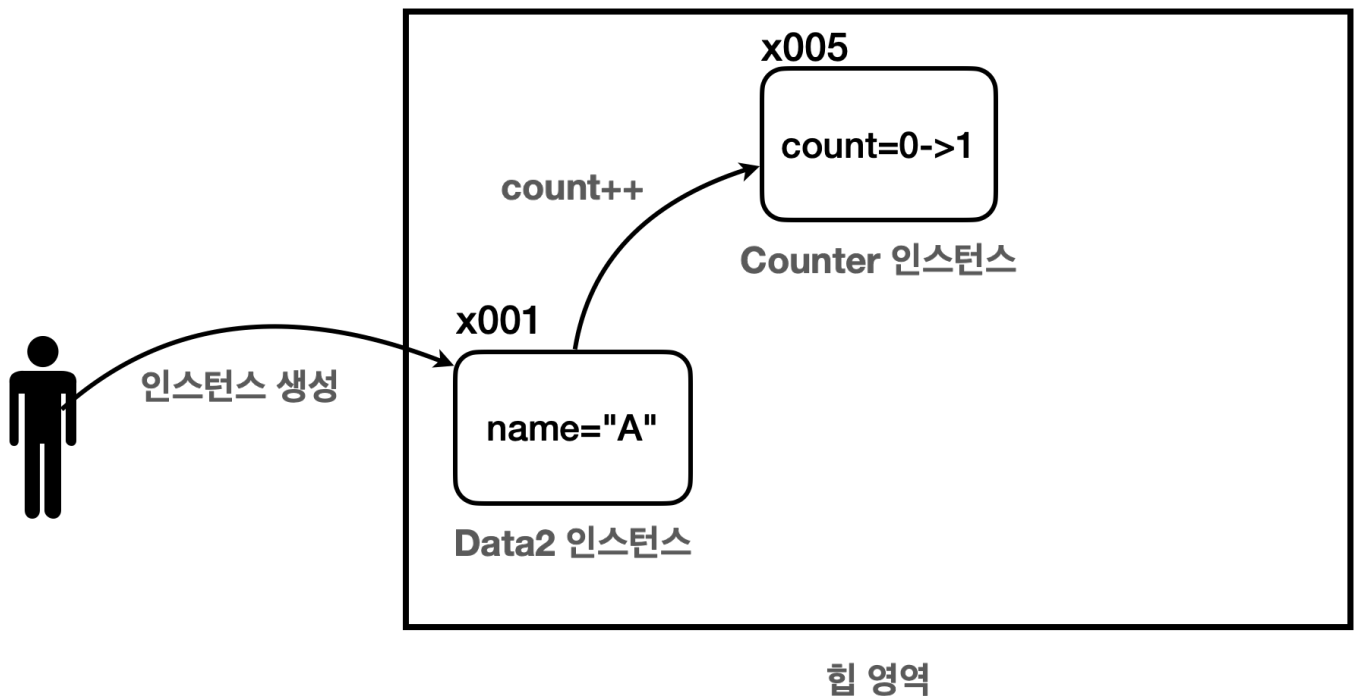 x005
count=0->1
count++
Counter 인스턴스
x001
인스턴스 생성
name="A"
Data2 인스턴스
힙 영역